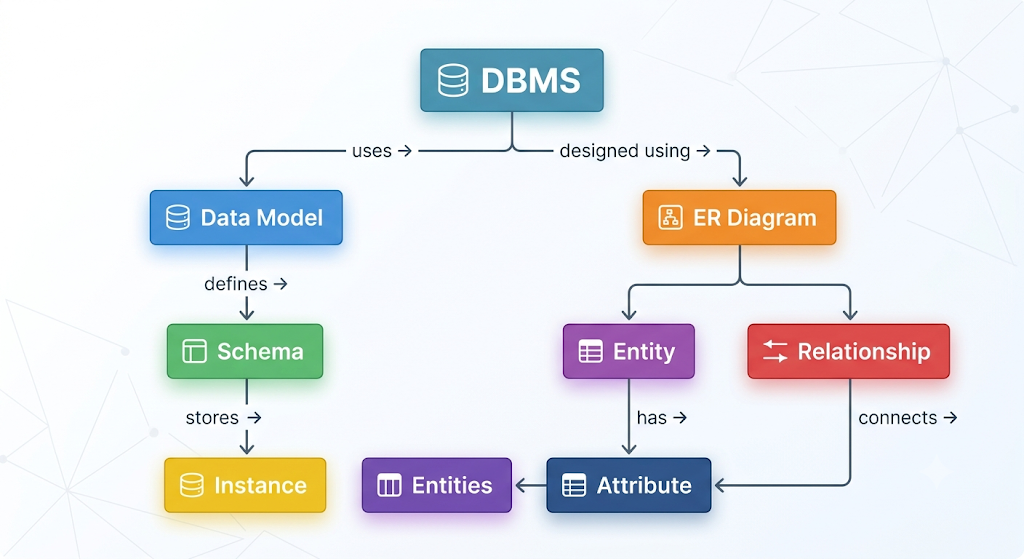 DBMS
uses →
designed using →
Data Model
ER Diagram
defines →
Schema
Entity
Relationship
stores →
has →
connects →
Instance
Entities
Attribute